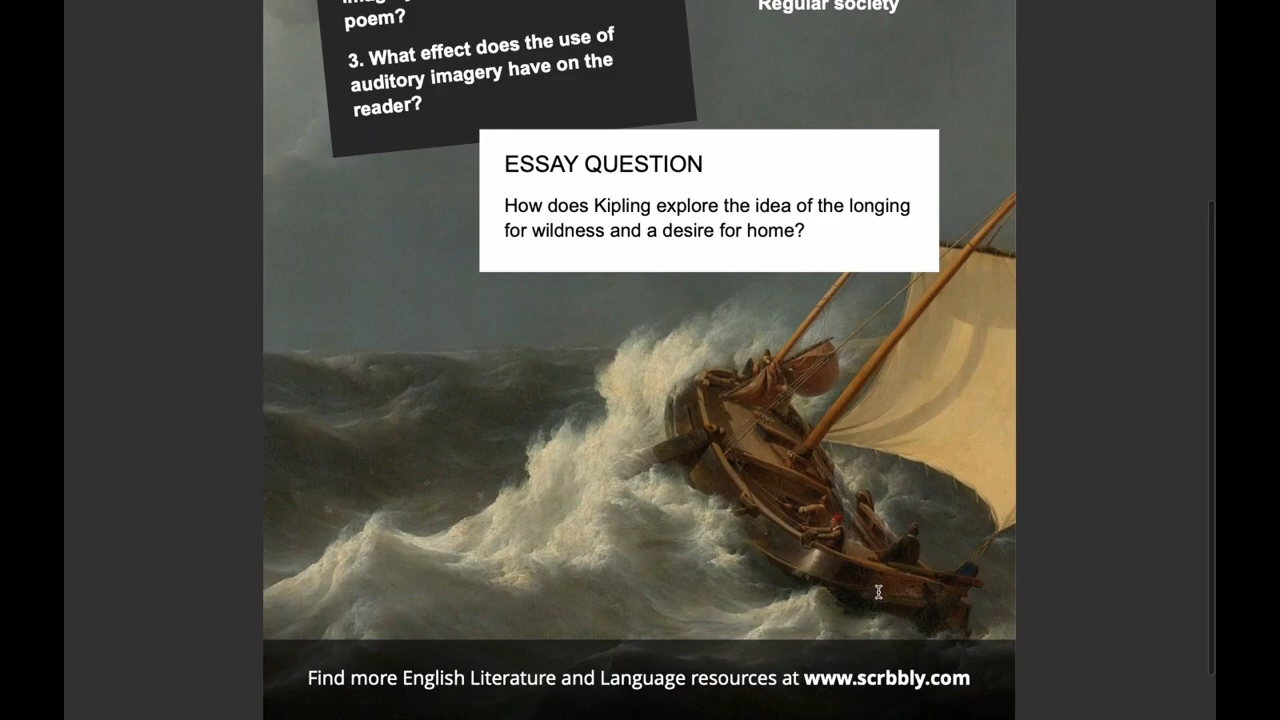 poem?
3. What effect does the use of
auditory imagery have on the
reader?
Regular society
ESSAY QUESTION
How does Kipling explore the idea of the longing
for wildness and a desire for home?
Find more English Literature and Language resources at www.scrbbly.com